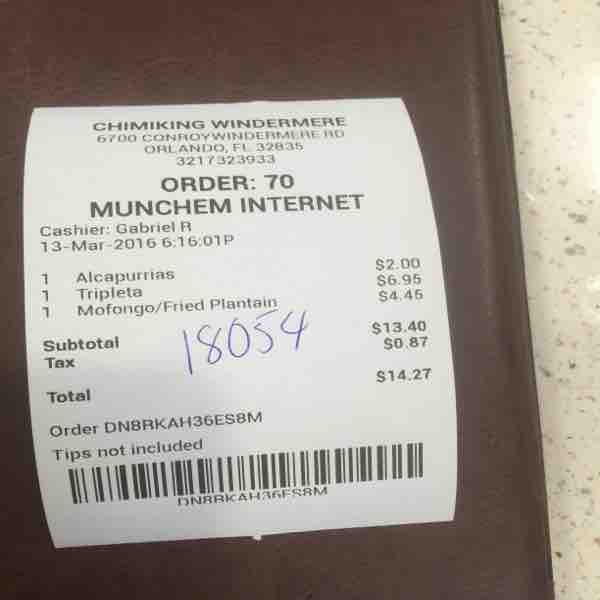 CHIMIKING WINDERMERE
6700 CONROYWINDERMERE RD
ORLANDO, FL 32835
3217323933
ORDER: 70
MUNCHEM INTERNET
Cashier: Gabriel R
13-Mar-2016 6:16:01P
1 Alcapurrias $2.00
1 Tripleta $6.95
1 Mofongo/Fried Plantain $4.45
Subtotal $13.40
Tax $0.87
18054
Total $14.27
Order DN8RKAH36ES8M
Tips not included
DN8RKAH36ES8M